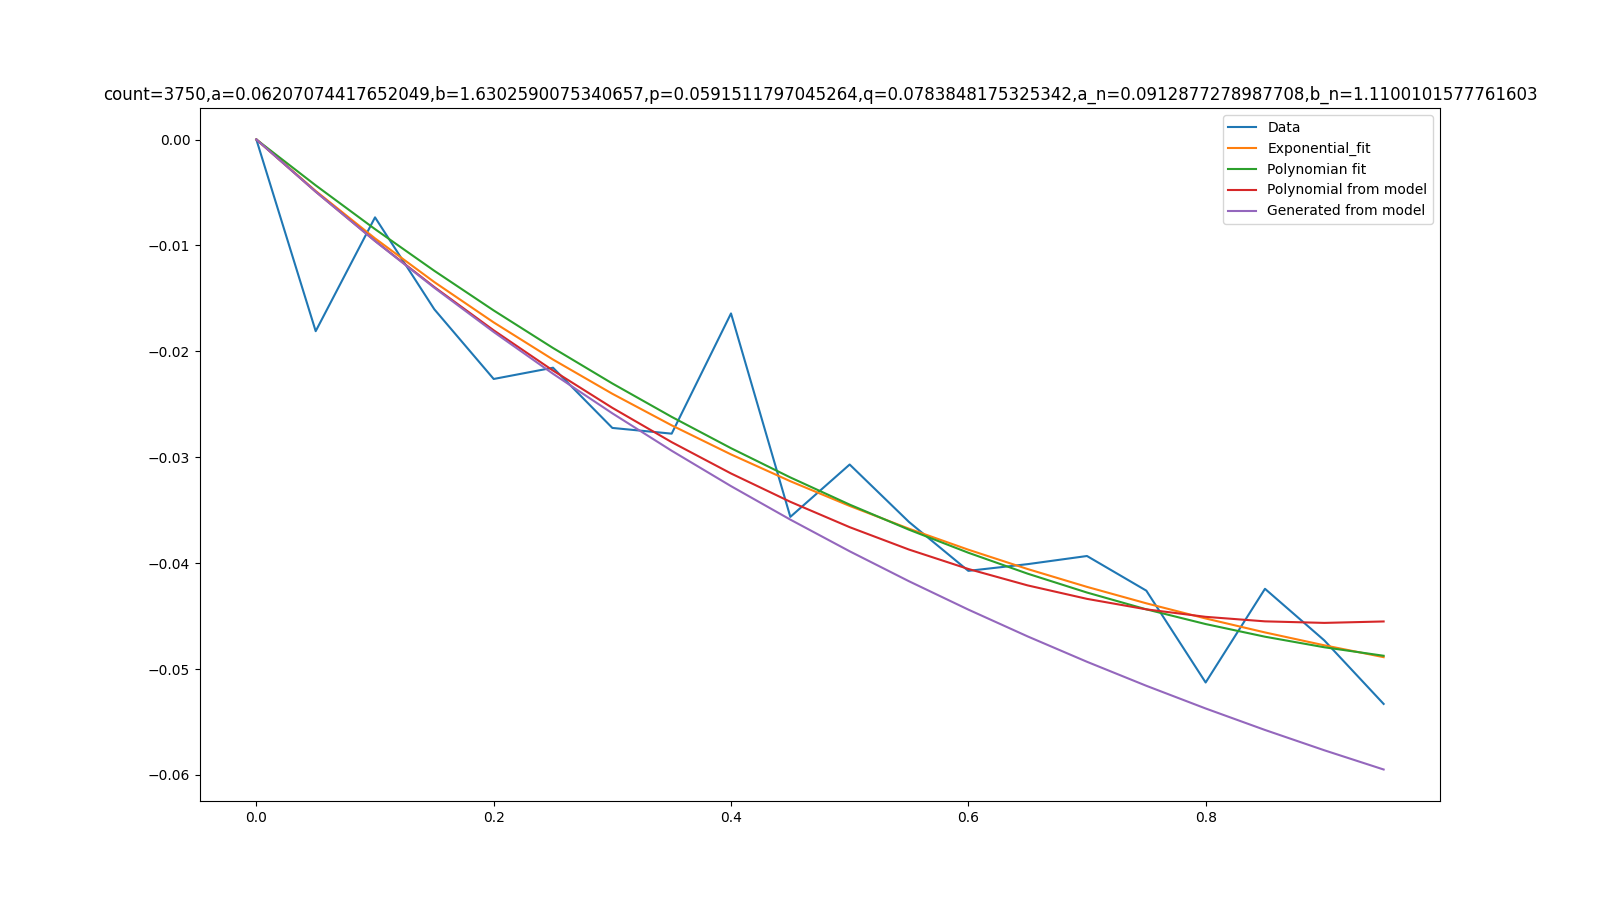 count=3750,a=0.06207074417652049,b=1.6302590075340657,p=0.0591511797045264,q=0.0783848175325342,a_n=0.0912877278987708,b_n=1.1100101577761603
Data
Exponential_fit
Polynomian fit
Polynomial from model
Generated from model
0.00
−0.01
−0.02
−0.03
−0.04
−0.05
−0.06
0.0 0.2 0.4 0.6 0.8